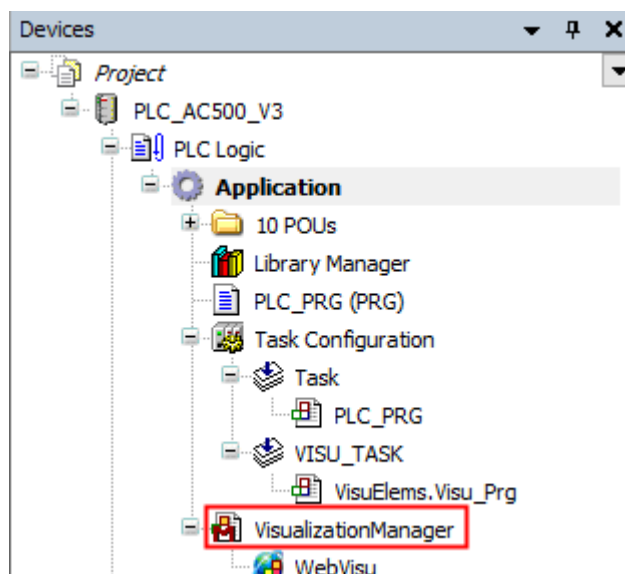 Devices
Project
PLC_AC500_V3
PLC Logic
Application
10 POUs
Library Manager
PLC_PRG (PRG)
Task Configuration
Task
PLC_PRG
VISU_TASK
VisuElems.Visu_Prg
VisualizationManager
WebVisu